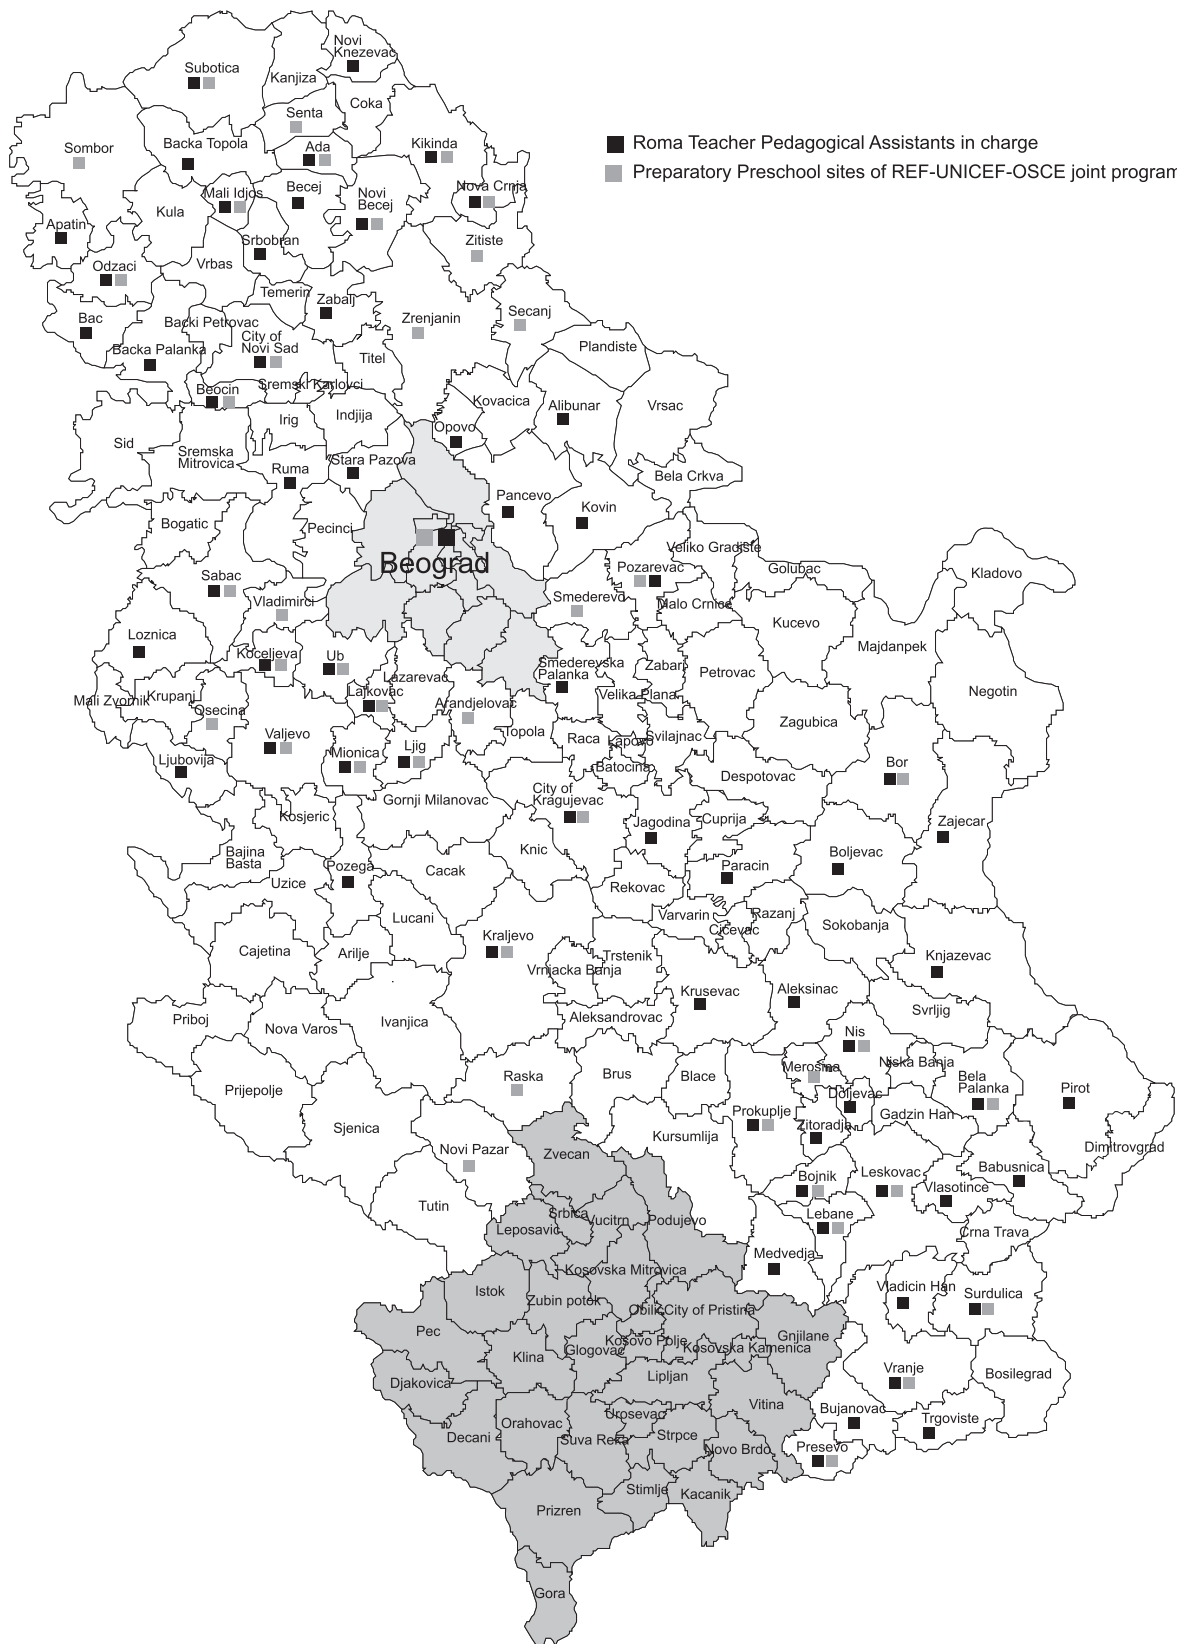 Novi
Knezevac
Subotica
Kanjiza
Coka
Senta
Roma Teacher Pedagogical Assistants in charge
Preparatory Preschool sites of REF-UNICEF-OSCE joint program
Sombor
Backa Topola
Ada
Kikinda
Mali Idjos
Becej
Novi
Becej
Nova Crnja
Kula
Apatin
Srbobran
Zitiste
Odzaci
Vrbas
Temerin
Zabalj
Bac
Backi Petrovac
Zrenjanin
Secanj
City of
Novi Sad
Backa Palanka
Titel
Plandiste
Beocin
Sremski Karlovci
Kovacica
Alibunar
Vrsac
Irig
Indjija
Opovo
Sid
Sremska
Mitrovica
Ruma
Stara Pazova
Bela Crkva
Pancevo
Kovin
Bogatic
Pecinci
Beograd
Veliko Gradiste
Pozarevac
Golubac
Kladovo
Sabac
Vladimirci
Smederevo
Malo Crnice
Kucevo
Loznica
Majdanpek
Koceljeva
Ub
Smederevska
Palanka
Zabari
Petrovac
Lazarevac
Negotin
Mali Zvornik
Krupanj
Osecina
Lajkovac
Arandjelovac
Velika Plana
Zagubica
Valjevo
Topola
Raca
Lapovo
Svilajnac
Mionica
Ljig
Ljubovija
Batocina
Despotovac
Bor
City of
Kragujevac
Gornji Milanovac
Kosjeric
Jagodina
Cuprija
Zajecar
Bajina
Basta
Knic
Boljevac
Pozega
Cacak
Paracin
Uzice
Rekovac
Lucani
Varvarin
Razanj
Cicevac
Sokobanja
Kraljevo
Cajetina
Arilje
Trstenik
Vrnjacka Banja
Knjazevac
Krusevac
Aleksinac
Priboj
Nova Varos
Ivanjica
Aleksandrovac
Svrljig
Nis
Niska Banja
Merosina
Raska
Brus
Blace
Bela
Palanka
Pirot
Prijepolje
Doljevac
Prokuplje
Zitoradja
Gadzin Han
Sjenica
Kursumlija
Dimitrovgrad
Novi Pazar
Zvecan
Bojnik
Leskovac
Babusnica
Vlasotince
Tutin
Srbica
Vucitrn
Podujevo
Lebane
Leposavic
Crna Trava
Medvedja
Kosovska Mitrovica
Istok
Zubin potok
Vladicin Han
Surdulica
Obilic
City of Pristina
Pec
Kosovo Polje
Gnjilane
Klina
Glogovac
Kosovska Kamenica
Djakovica
Lipljan
Vranje
Bosilegrad
Vitina
Bujanovac
Orahovac
Urosevac
Trgoviste
Decani
Suva Reka
Strpce
Novo Brdo
Presevo
Stimlje
Kacanik
Prizren
Gora